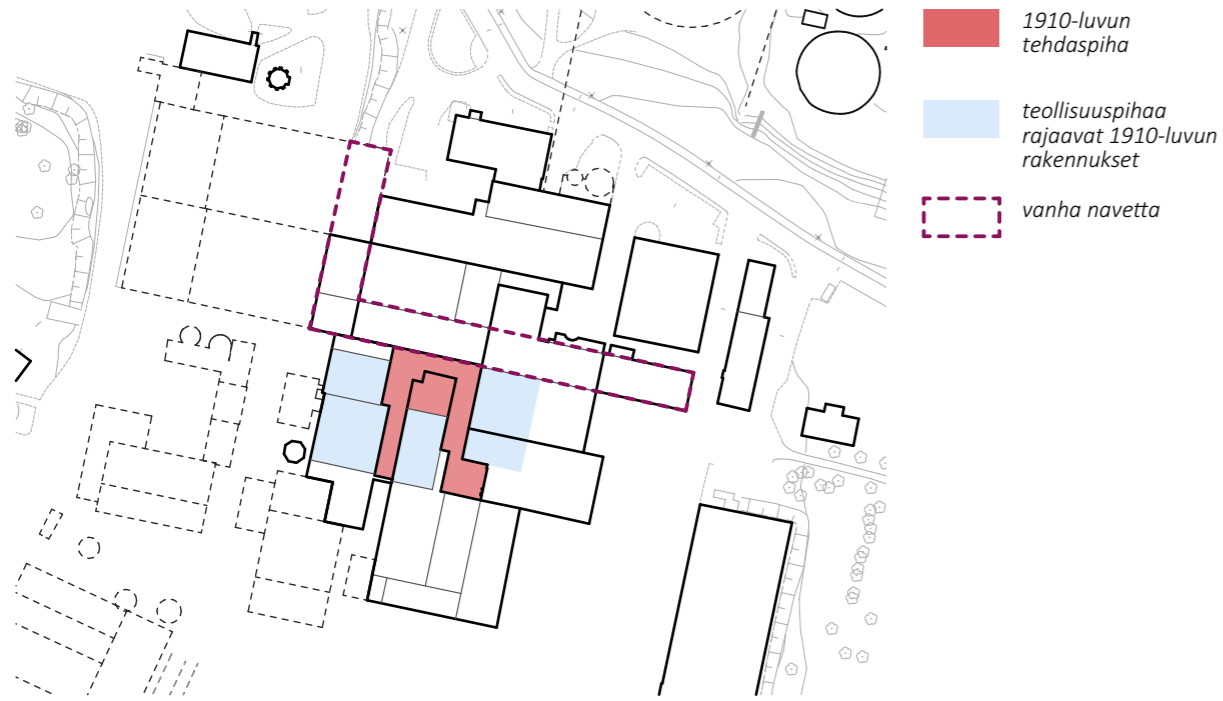 1910-luvun
tehdaspiha
teollisuuspihaa
rajaavat 1910-luvun
rakennukset
vanha navetta